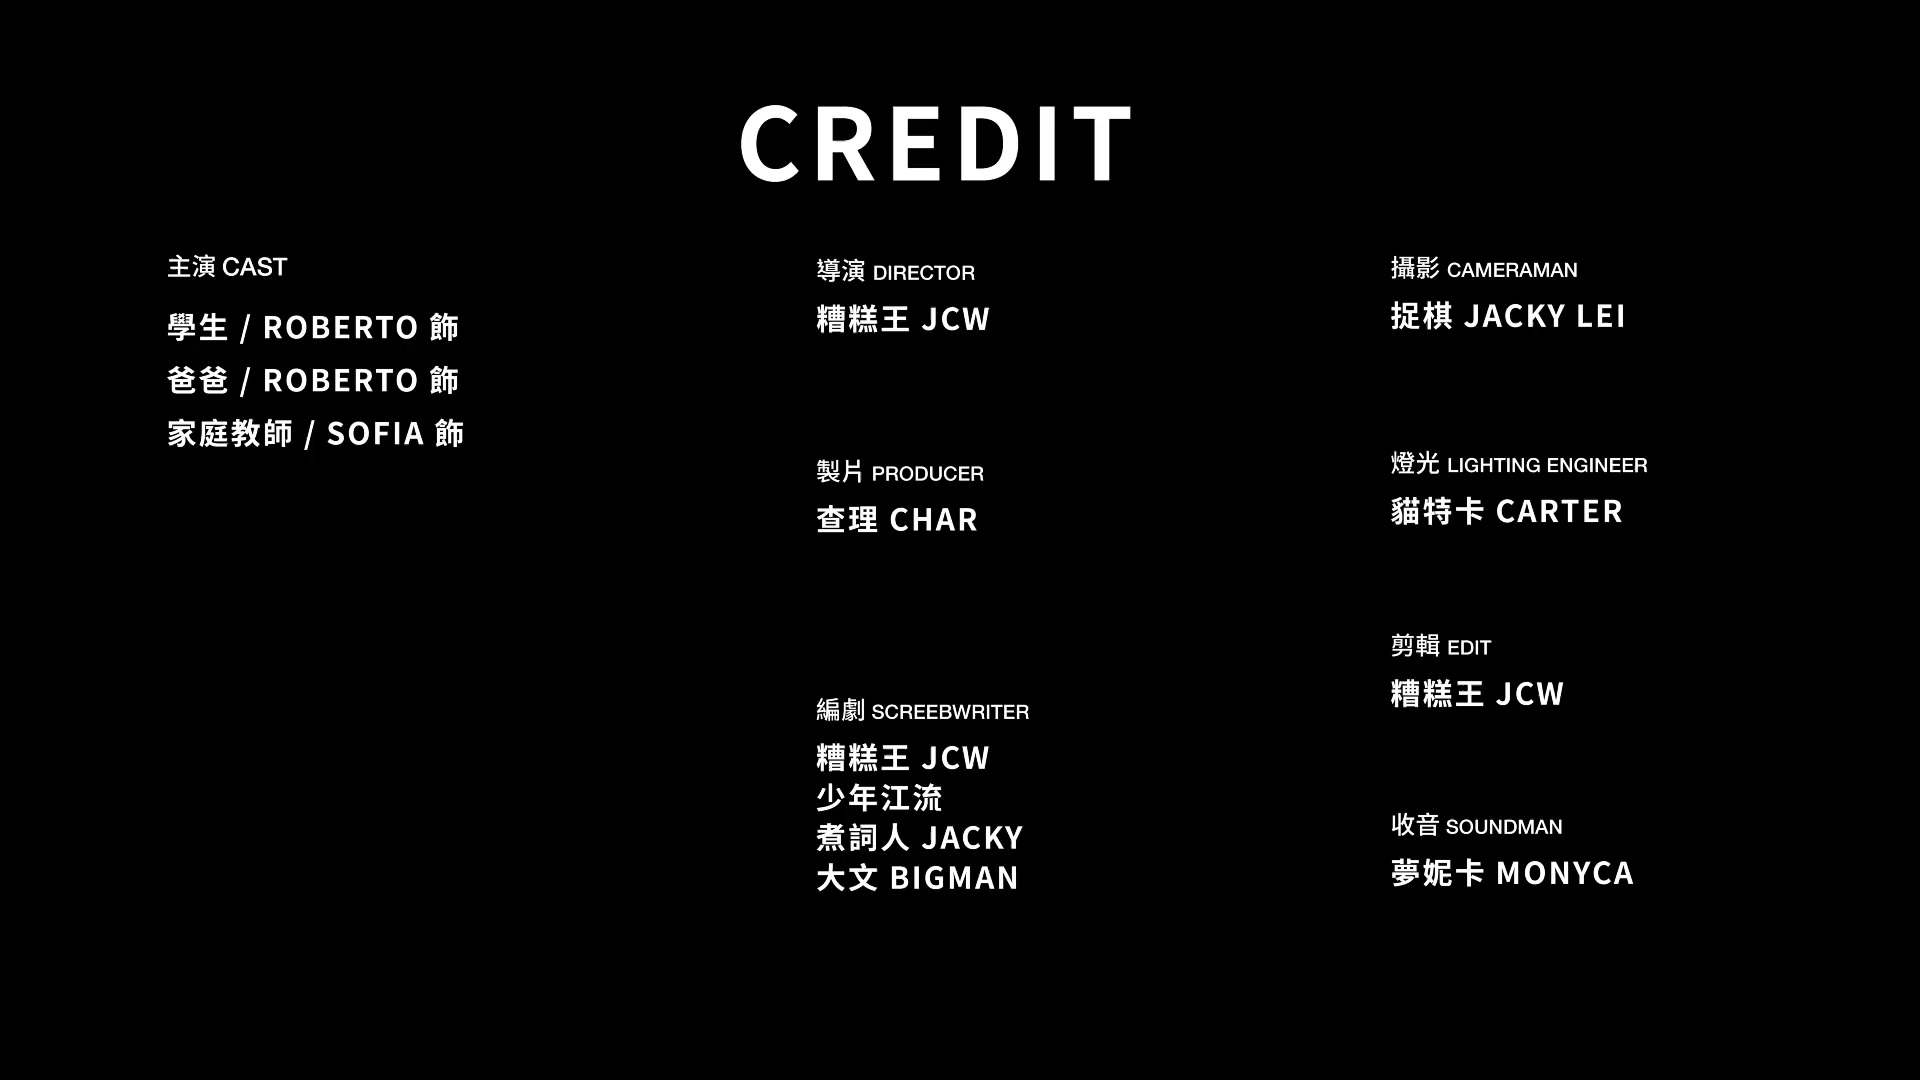 CREDIT
主演 CAST
學生 / ROBERTO 飾
爸爸 / ROBERTO 飾
家庭教師 / SOFIA 飾
導演 DIRECTOR
糟糕王 JCW
製片 PRODUCER
查理 CHAR
編劇 SCREEBWRITER
糟糕王 JCW
少年江流
煮詞人 JACKY
大文 BIGMAN
攝影 CAMERAMAN
捉棋 JACKY LEI
燈光 LIGHTING ENGINEER
貓特卡 CARTER
剪輯 EDIT
糟糕王 JCW
收音 SOUNDMAN
夢妮卡 MONYCA